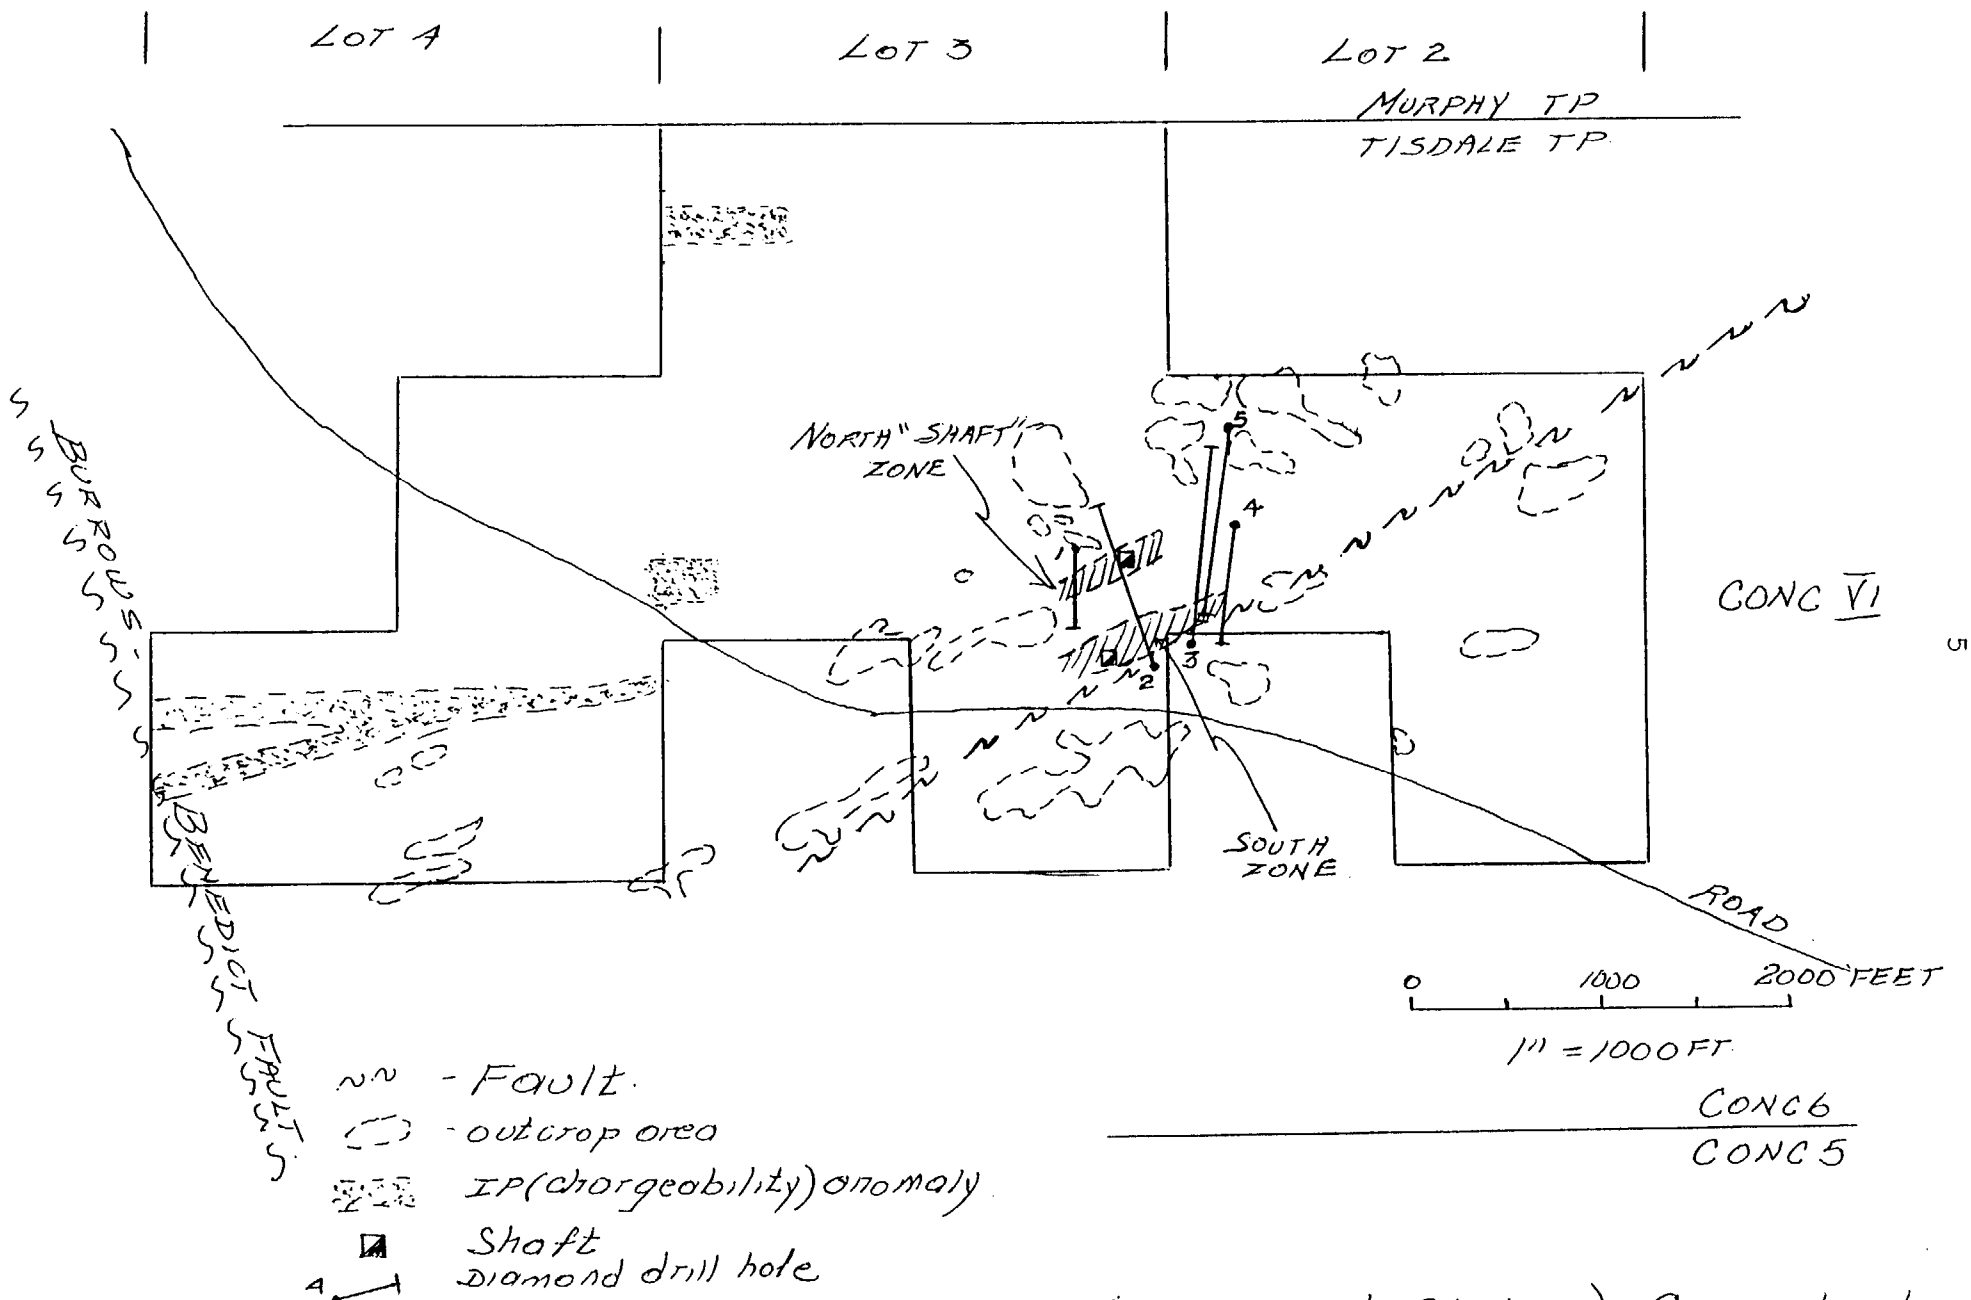 LOT 4
LOT 3
LOT 2
MURPHY TP
TISDALE TP.
NORTH "SHAFT"
ZONE
5
4
3
2
CONC VI
5
BURROWS-
BENEDICT FAULT
SOUTH
ZONE
ROAD
0 1000 2000 FEET
1" = 1000 FT.
CONC 6
CONC 5
- Fault.
- outcrop area
IP (chargeability) anomaly
Shaft
4
Diamond drill hole